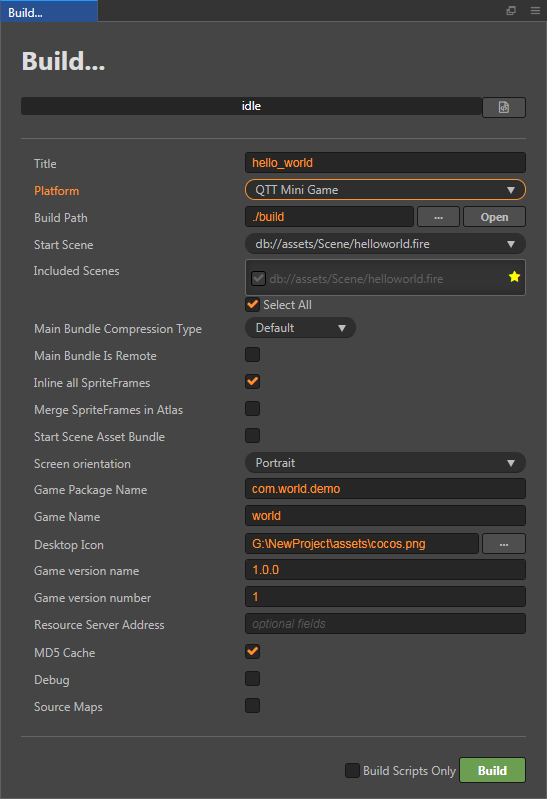 Build...
Build...
idle
Title hello_world
Platform QTT Mini Game
Build Path ./build ... Open
Start Scene db://assets/Scene/helloworld.fire
Included Scenes db://assets/Scene/helloworld.fire
Select All
Main Bundle Compression Type Default
Main Bundle Is Remote
Inline all SpriteFrames
Merge SpriteFrames in Atlas
Start Scene Asset Bundle
Screen orientation Portrait
Game Package Name com.world.demo
Game Name world
Desktop Icon G:\NewProject\assets\cocos.png ...
Game version name 1.0.0
Game version number 1
Resource Server Address optional fields
MD5 Cache
Debug
Source Maps
Build Scripts Only Build